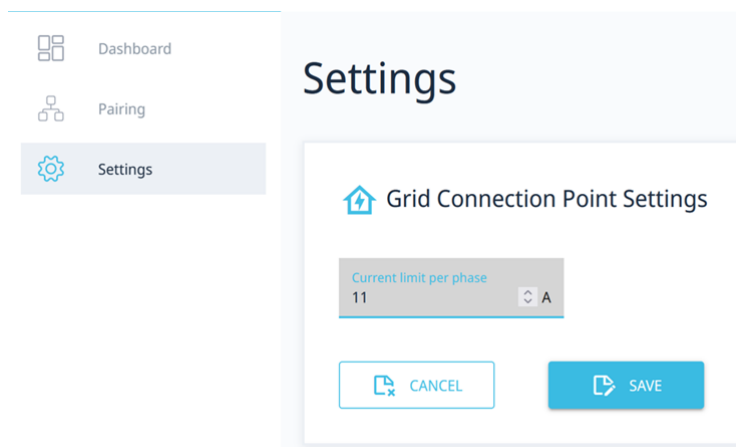 Dashboard
Pairing
Settings
Settings
Grid Connection Point Settings
Current limit per phase
11 A
CANCEL
SAVE